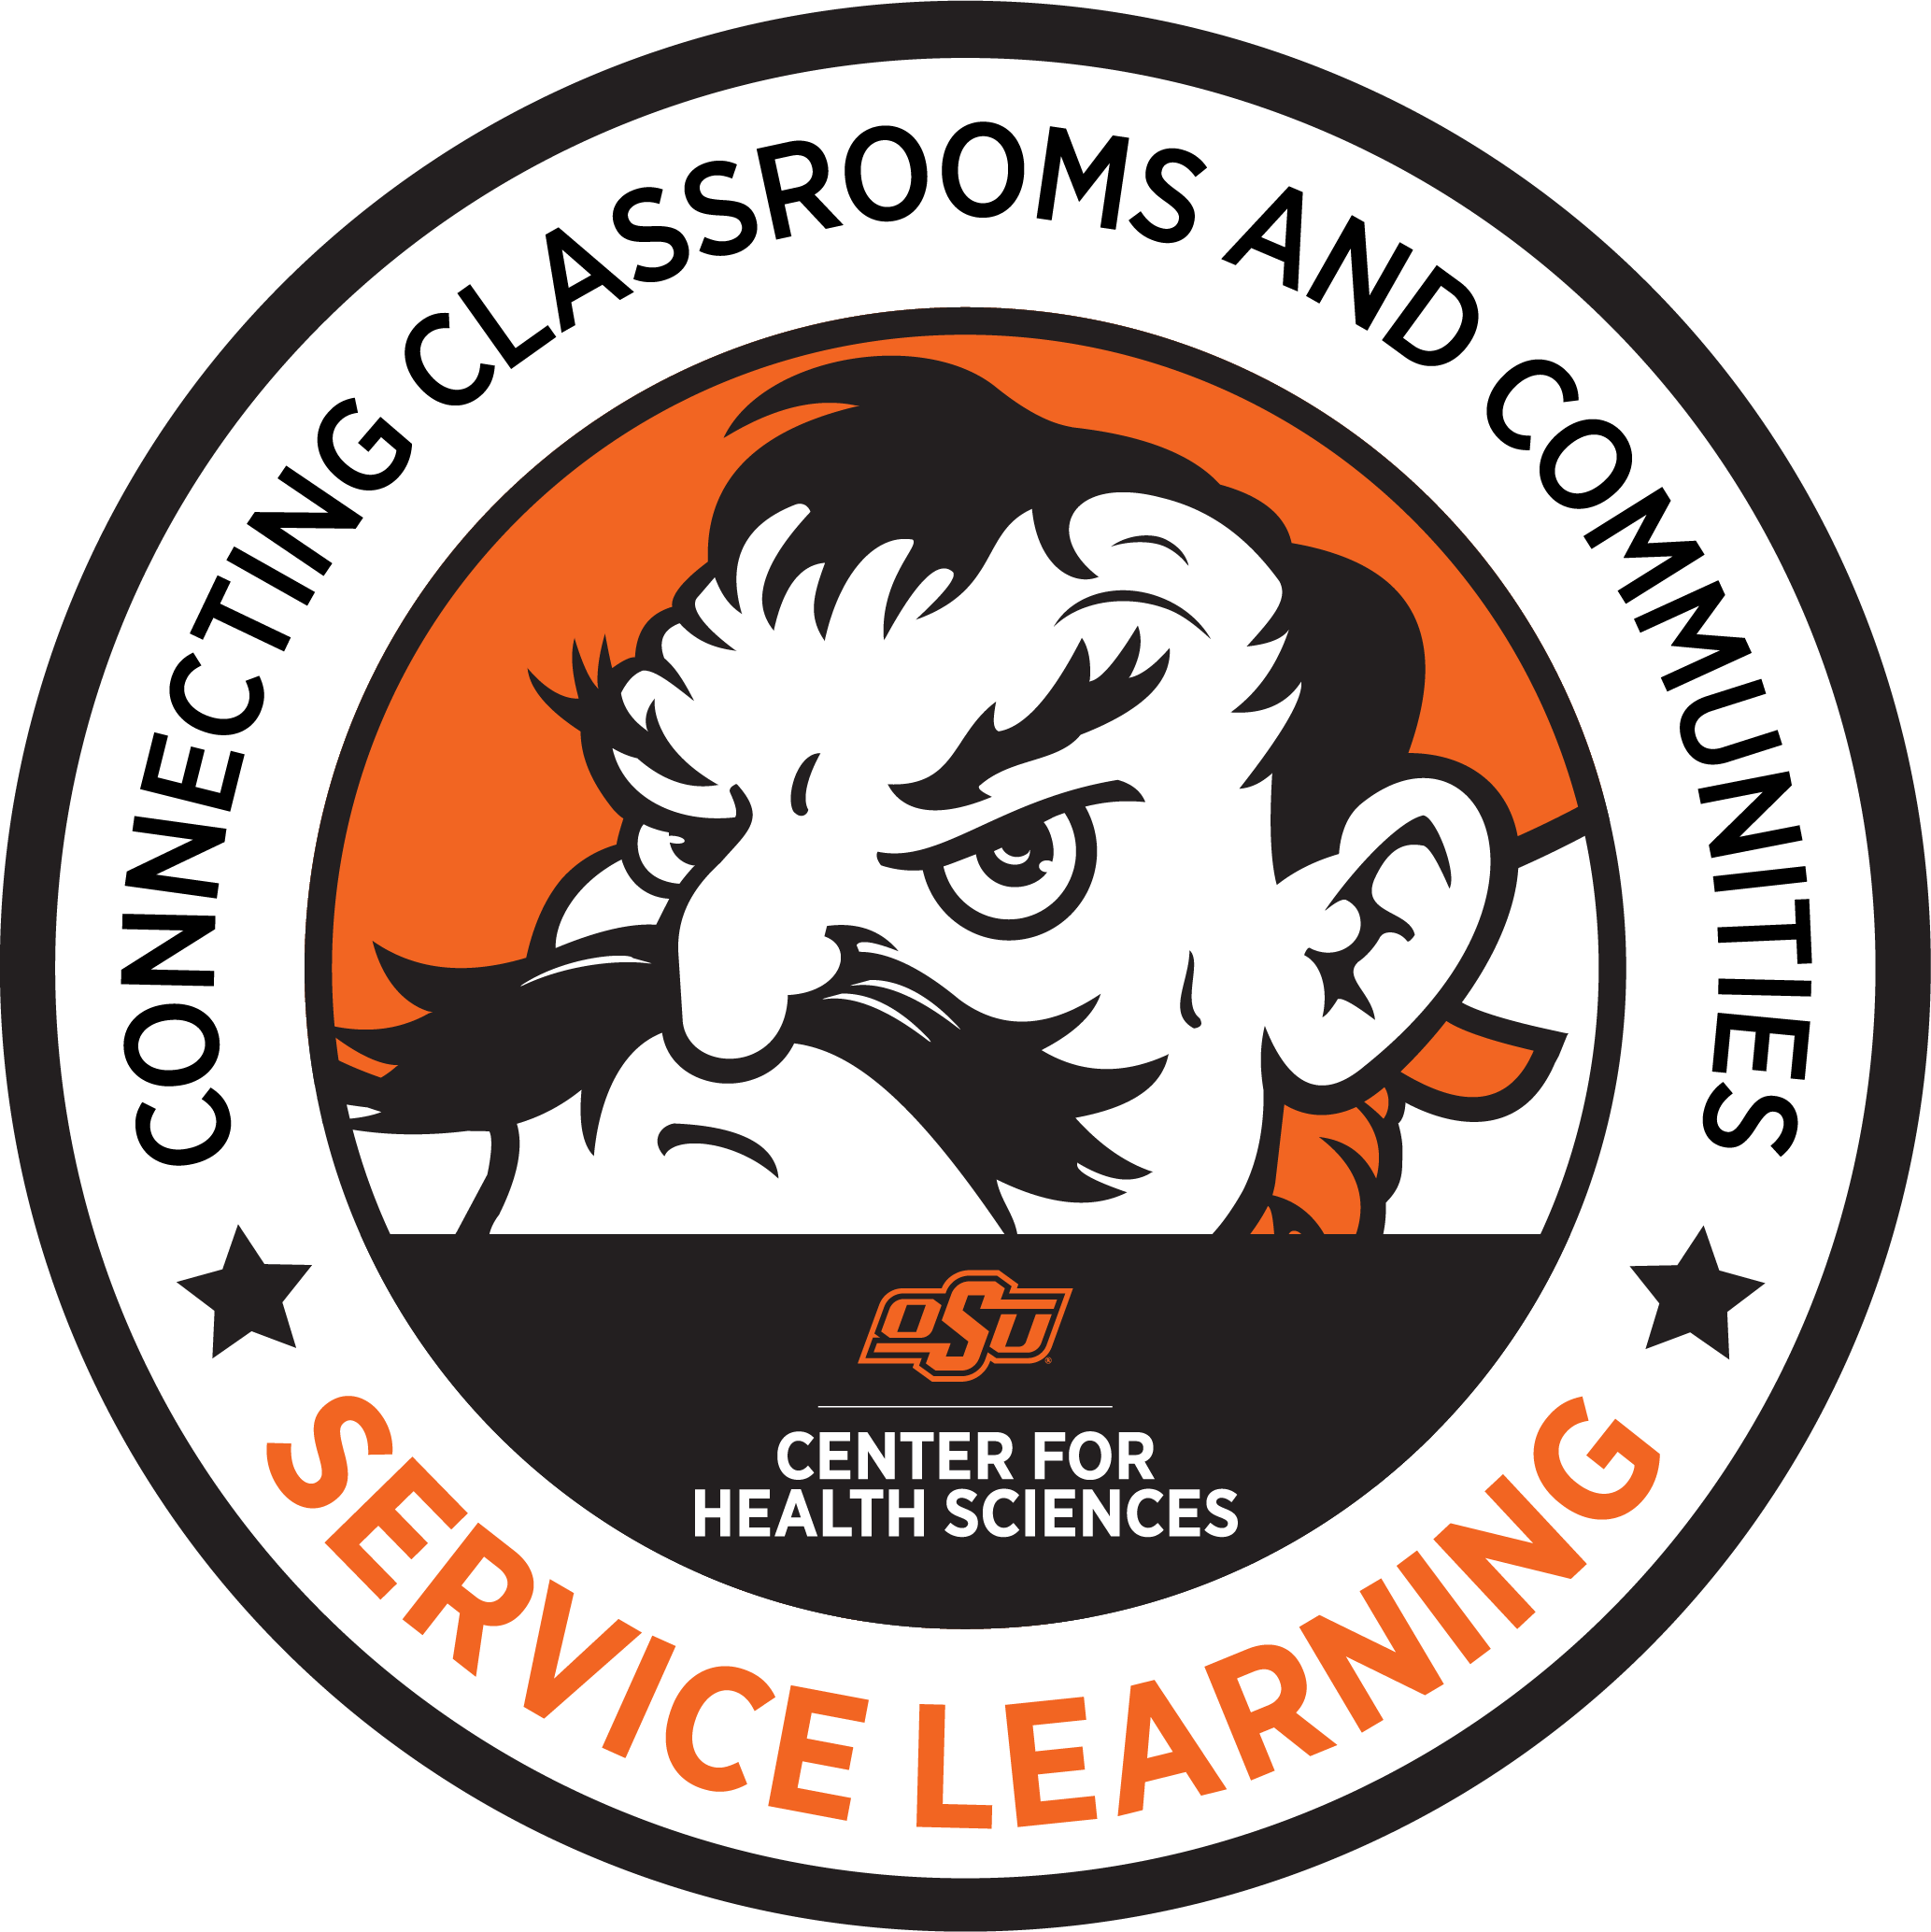 CONNECTING CLASSROOMS AND COMMUNITIES
OSU®
CENTER FOR
HEALTH SCIENCES
SERVICE LEARNING